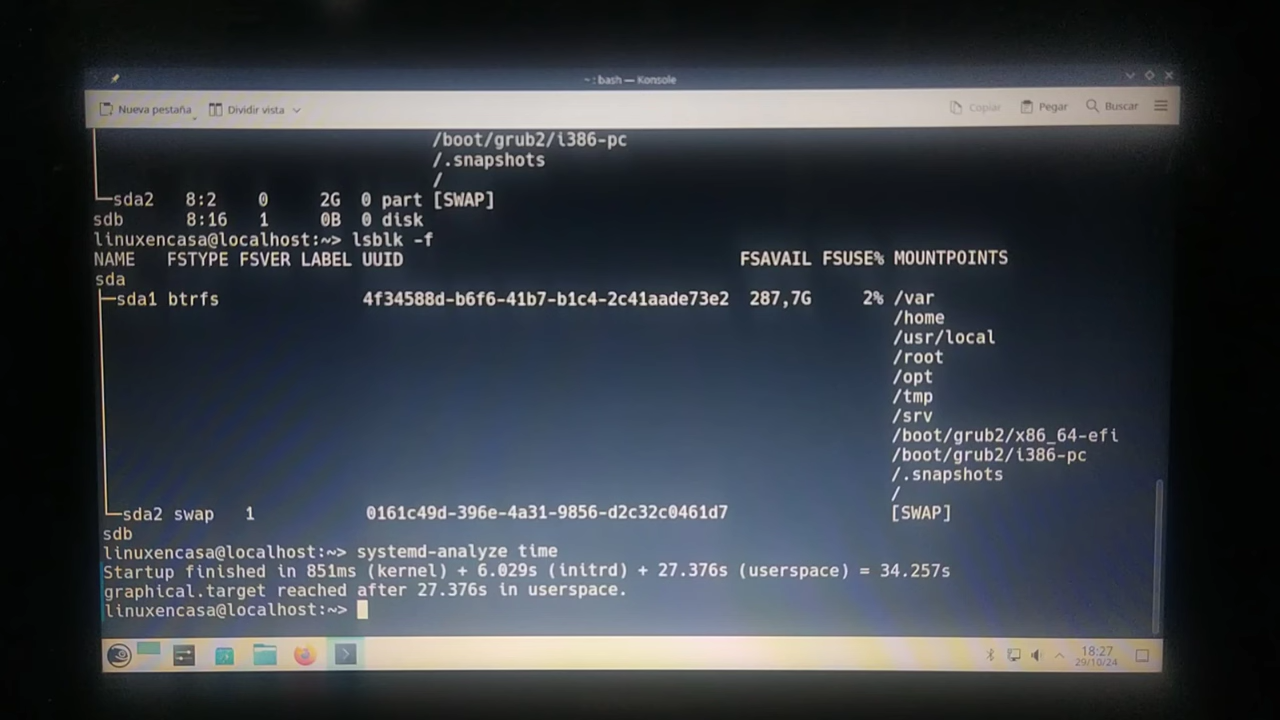 ~ : bash — Konsole
Nueva pestaña Dividir vista Copiar Pegar Buscar
/boot/grub2/i386-pc
/.snapshots
/
└─sda2 8:2 0 2G 0 part [SWAP]
sdb 8:16 1 0B 0 disk
linuxencasa@localhost:~> lsblk -f
NAME FSTYPE FSVER LABEL UUID FSAVAIL FSUSE% MOUNTPOINTS
sda
├─sda1 btrfs 4f34588d-b6f6-41b7-b1c4-2c41aade73e2 287,7G 2% /var
/home
/usr/local
/root
/opt
/tmp
/srv
/boot/grub2/x86_64-efi
/boot/grub2/i386-pc
/.snapshots
/
└─sda2 swap 1 0161c49d-396e-4a31-9856-d2c32c0461d7 [SWAP]
sdb
linuxencasa@localhost:~> systemd-analyze time
Startup finished in 851ms (kernel) + 6.029s (initrd) + 27.376s (userspace) = 34.257s
graphical.target reached after 27.376s in userspace.
linuxencasa@localhost:~>
18:27
29/10/24